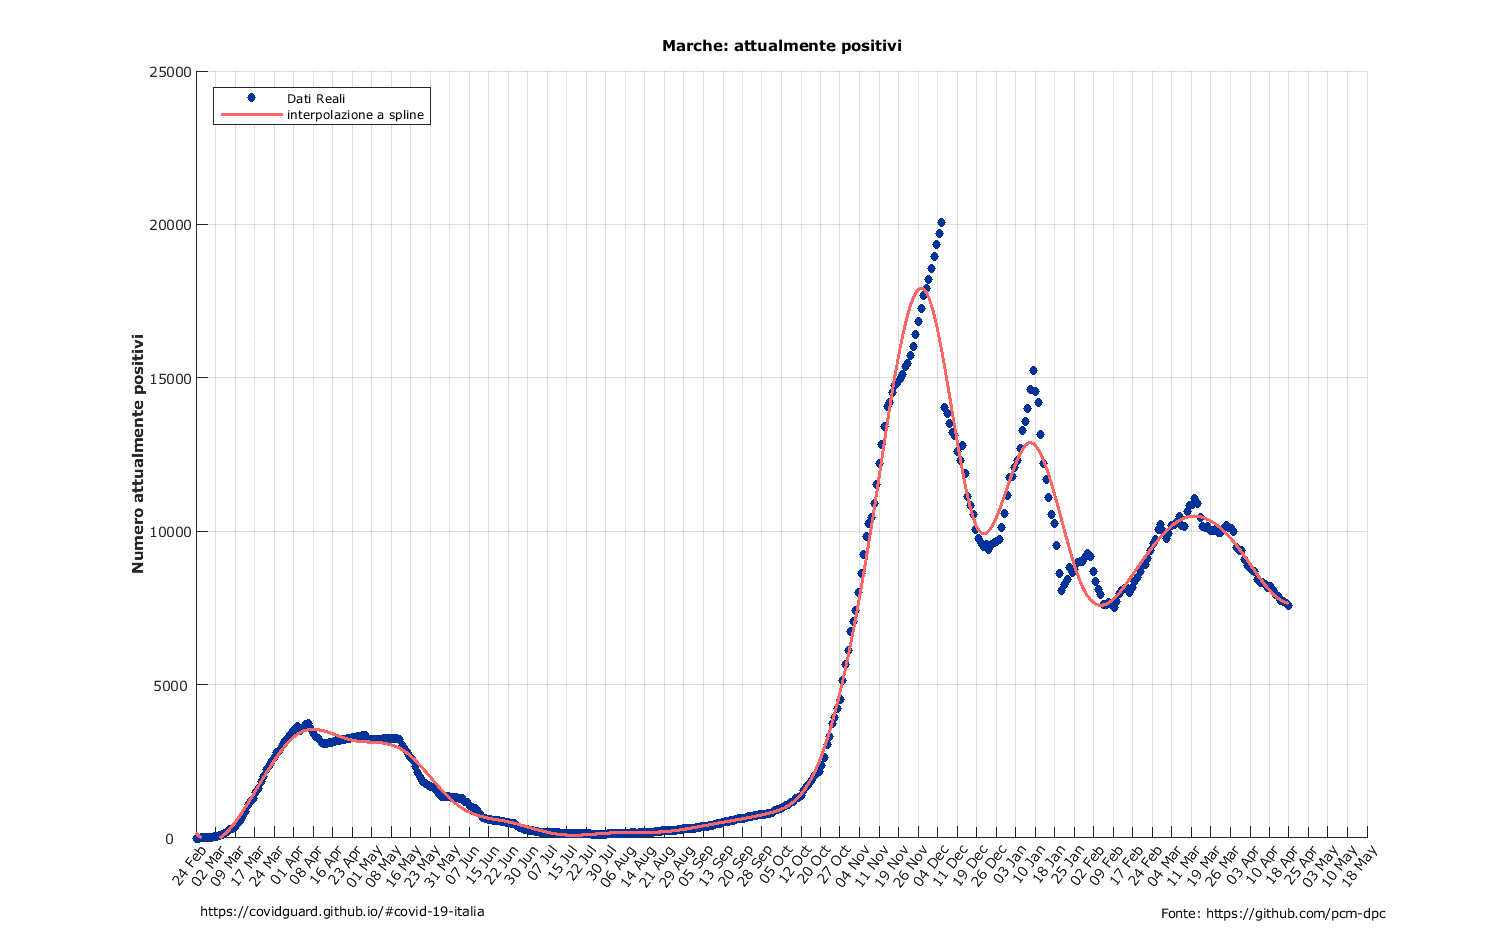 Marche: attualmente positivi
25000
20000
15000
10000
5000
0
Numero attualmente positivi
Dati Reali
interpolazione a spline
24 Feb
02 Mar
09 Mar
17 Mar
24 Mar
01 Apr
08 Apr
16 Apr
23 Apr
01 May
08 May
16 May
23 May
31 May
07 Jun
15 Jun
22 Jun
30 Jun
07 Jul
15 Jul
22 Jul
30 Jul
06 Aug
14 Aug
21 Aug
29 Aug
05 Sep
13 Sep
20 Sep
28 Sep
05 Oct
12 Oct
20 Oct
27 Oct
04 Nov
11 Nov
19 Nov
26 Nov
04 Dec
11 Dec
19 Dec
26 Dec
03 Jan
10 Jan
18 Jan
25 Jan
02 Feb
09 Feb
17 Feb
24 Feb
04 Mar
11 Mar
19 Mar
26 Mar
03 Apr
10 Apr
18 Apr
25 Apr
03 May
10 May
18 May
https://covidguard.github.io/#covid-19-italia
Fonte: https://github.com/pcm-dpc